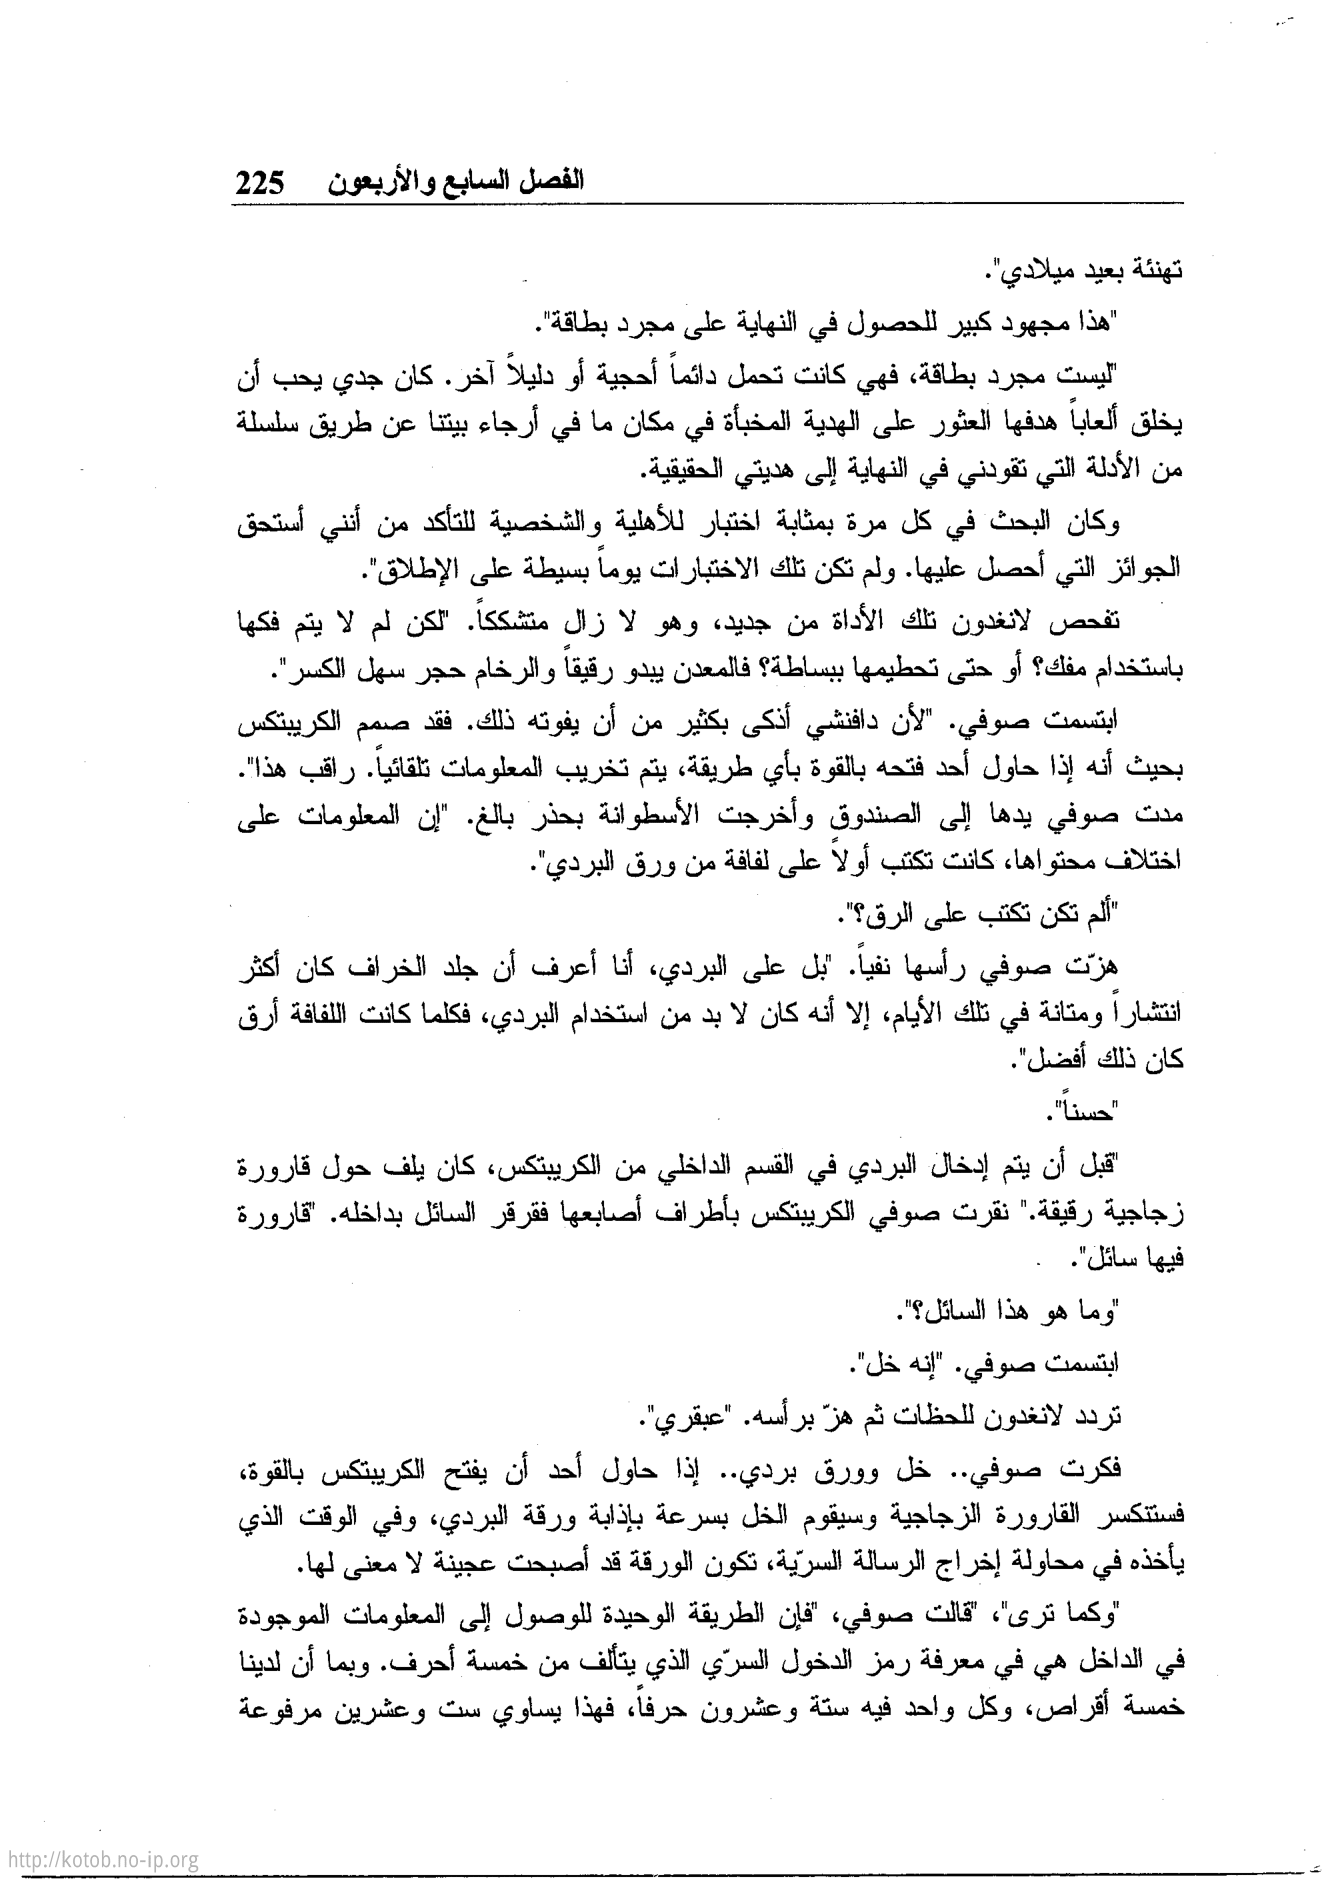 الفصل السابع والأربعون 225
تهنئة بعيد ميلادي".
"هذا مجهود كبير للحصول في النهاية على مجرد بطاقة".
"ليست مجرد بطاقة، فهي كانت تحمل دائماً أحجية أو دليلاً آخر. كان جدي يحب أن
يخلق ألعاباً هدفها العثور على الهدية المخبأة في مكان ما في أرجاء بيتنا عن طريق سلسلة
من الأدلة التي تقودني في النهاية إلى هديتي الحقيقية.
وكان البحث في كل مرة بمثابة اختبار للأهلية والشخصية للتأكد من أنني أستحق
الجوائز التي أحصل عليها. ولم تكن تلك الاختبارات يوماً بسيطة على الإطلاق".
تفحص لانغدون تلك الأداة من جديد، وهو لا زال متشككاً. "لكن لم لا يتم فكها
باستخدام مفك؟ أو حتى تحطيمها ببساطة؟ فالمعدن يبدو رقيقاً والرخام حجر سهل الكسر".
ابتسمت صوفي. "لأن دافنشي أذكى بكثير من أن يفوته ذلك. فقد صمم الكريبتكس
بحيث أنه إذا حاول أحد فتحه بالقوة بأي طريقة، يتم تخريب المعلومات تلقائياً. راقب هذا".
مدت صوفي يدها إلى الصندوق وأخرجت الأسطوانة بحذر بالغ. "إن المعلومات على
اختلاف محتواها، كانت تكتب أولاً على لفافة من ورق البردي".
"ألم تكن تكتب على الرق؟".
هزّت صوفي رأسها نفياً. "بل على البردي، أنا أعرف أن جلد الخراف كان أكثر
انتشاراً ومتانة في تلك الأيام، إلا أنه كان لا بد من استخدام البردي، فكلما كانت اللفافة أرق
كان ذلك أفضل".
"حسناً".
"قبل أن يتم إدخال البردي في القسم الداخلي من الكريبتكس، كان يلف حول قارورة
زجاجية رقيقة." نقرت صوفي الكريبتكس بأطراف أصابعها فقرقر السائل بداخله. "قارورة
فيها سائل".
"وما هو هذا السائل؟".
ابتسمت صوفي. "إنه خل".
تردد لانغدون للحظات ثم هزّ برأسه. "عبقري".
فكرت صوفي.. خل وورق بردي.. إذا حاول أحد أن يفتح الكريبتكس بالقوة،
فستنكسر القارورة الزجاجية وسيقوم الخل بسرعة بإذابة ورقة البردي، وفي الوقت الذي
يأخذه في محاولة إخراج الرسالة السرّية، تكون الورقة قد أصبحت عجينة لا معنى لها.
"وكما ترى"، "قالت صوفي، "فإن الطريقة الوحيدة للوصول إلى المعلومات الموجودة
في الداخل هي في معرفة رمز الدخول السرّي الذي يتألف من خمسة أحرف. وبما أن لدينا
خمسة أقراص، وكل واحد فيه ستة وعشرون حرفاً، فهذا يساوي ست وعشرين مرفوعة
http://kotob.no-ip.org